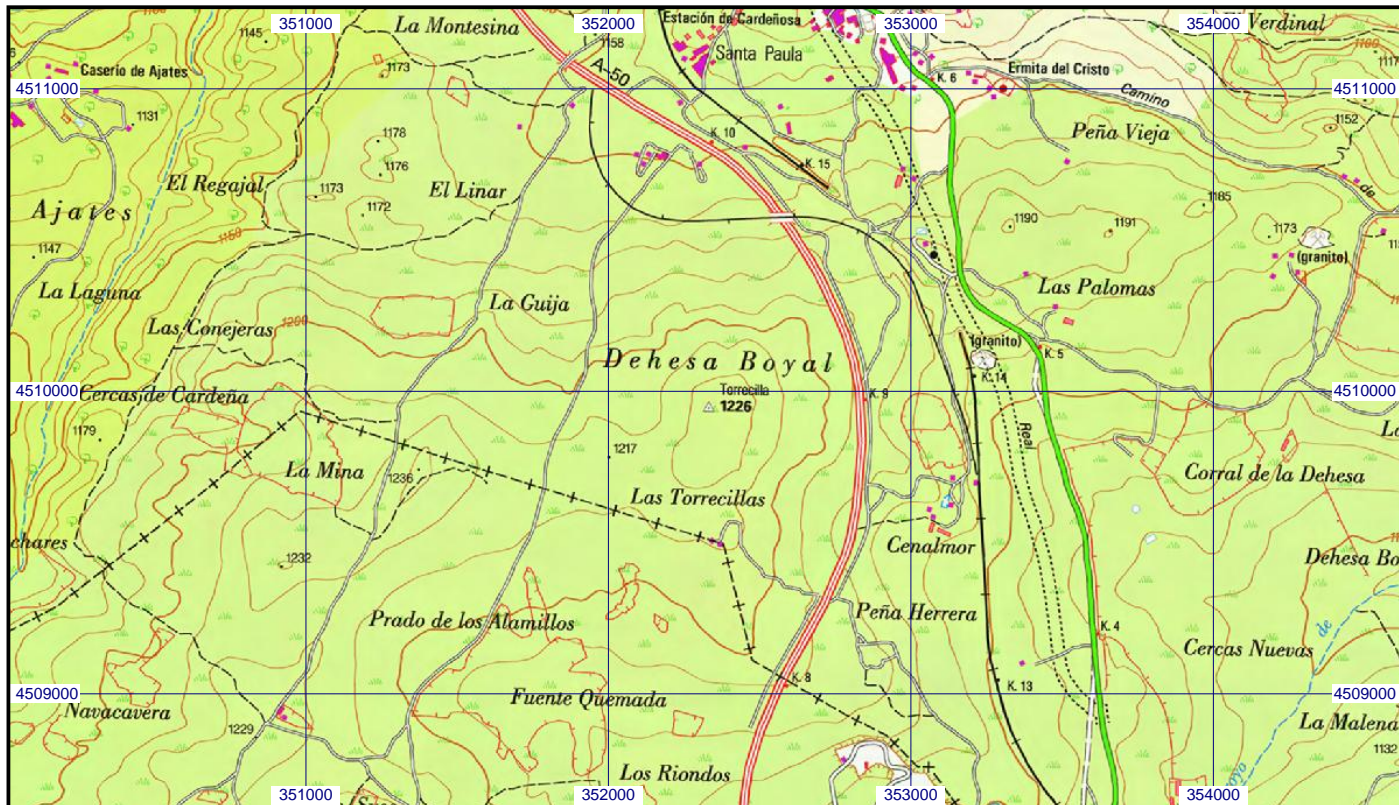 351000
352000
353000
354000
1145
La Montesina
1158
Estación de Cardeñosa
Santa Paula
Verdinal
1100
1173
Caserío de Ajates
A-50
K. 6
Ermita del Cristo
4511000
4511000
Camino
1131
1178
K. 10
Peña Vieja
1152
1176
K. 15
El Regajal
1173
El Linar
de
Ajates
1172
1190
1191
1185
1173
1150
1147
(granito)
La Laguna
La Guija
Las Palomas
Las Conejeras
1200
(granito)
K. 5
Dehesa Boyal
K. 14
4510000
4510000
Cercas de Cardeña
Torrecilla
1226
K. 9
1179
Real
1217
La Mina
1236
Corral de la Dehesa
Las Torrecillas
chares
Cenalmor
1232
Dehesa Bo
Prado de los Alamillos
Peña Herrera
K. 4
de
Cercas Nuevas
K. 8
K. 13
4509000
4509000
Navacavera
Fuente Quemada
1229
La Malena
1132
Los Riondos
351000
352000
353000
354000